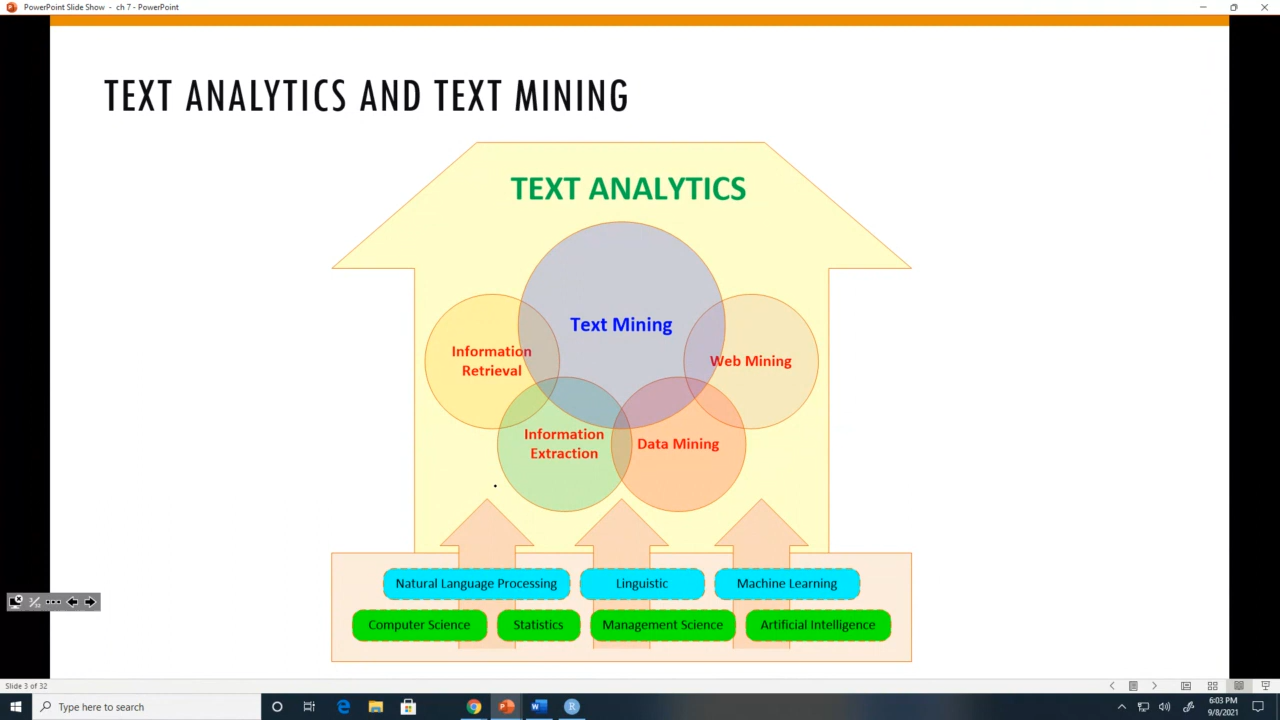 PowerPoint Slide Show - ch 7 - PowerPoint
TEXT ANALYTICS AND TEXT MINING
TEXT ANALYTICS
Text Mining
Information
Retrieval
Web Mining
Information
Extraction
Data Mining
Natural Language Processing
Linguistic
Machine Learning
Computer Science
Statistics
Management Science
Artificial Intelligence
Slide 3 of 32
Type here to search
6:03 PM
9/8/2021